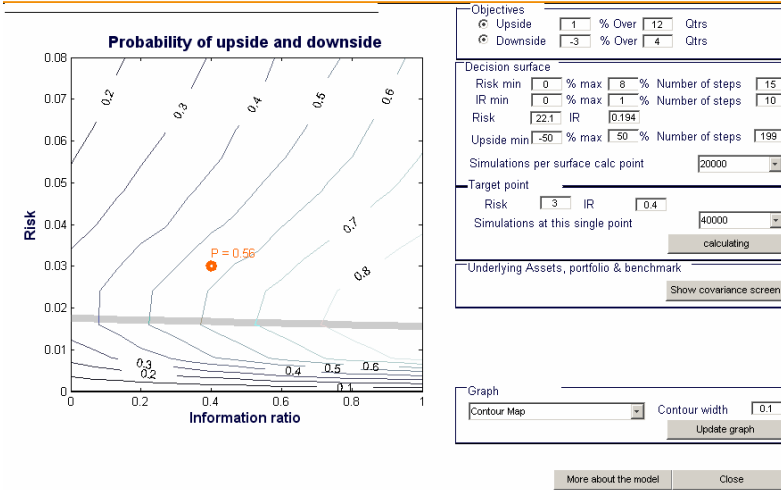 Probability of upside and downside
0.08
0.07
0.06
0.05
0.04
0.03
0.02
0.01
0
Risk
0.2
0.3
0.4
0.5
0.6
0.7
0.8
P = 0.56
0.3
0.2
0.4
0.5
0.6
0.1
0
0.2
0.4
0.6
0.8
1
Information ratio
Objectives
Upside 1 % Over 12 Qtrs
Downside -3 % Over 4 Qtrs
Decision surface
Risk min 0 % max 8 % Number of steps 15
IR min 0 % max 1 % Number of steps 10
Risk 22.1 IR 0.194
Upside min -50 % max 50 % Number of steps 199
Simulations per surface calc point 20000
Target point
Risk 3 IR 0.4
Simulations at this single point 40000
calculating
Underlying Assets, portfolio & benchmark
Show covariance screen
Graph
Contour Map Contour width 0.1
Update graph
More about the model Close